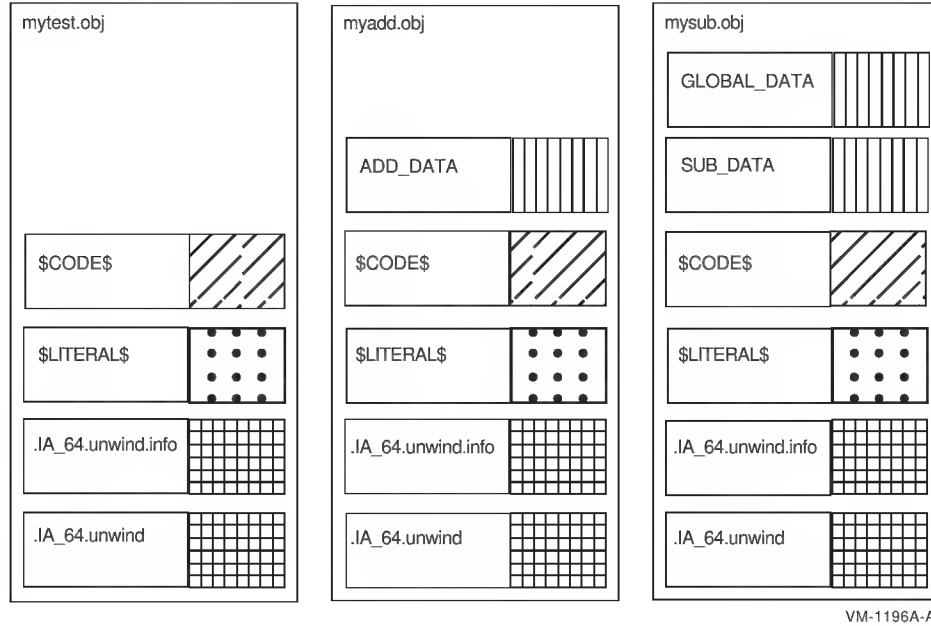 mytest.obj
$CODE$
$LITERAL$
.IA_64.unwind.info
.IA_64.unwind
myadd.obj
ADD_DATA
$CODE$
$LITERAL$
.IA_64.unwind.info
.IA_64.unwind
mysub.obj
GLOBAL_DATA
SUB_DATA
$CODE$
$LITERAL$
.IA_64.unwind.info
.IA_64.unwind
VM-1196A-A